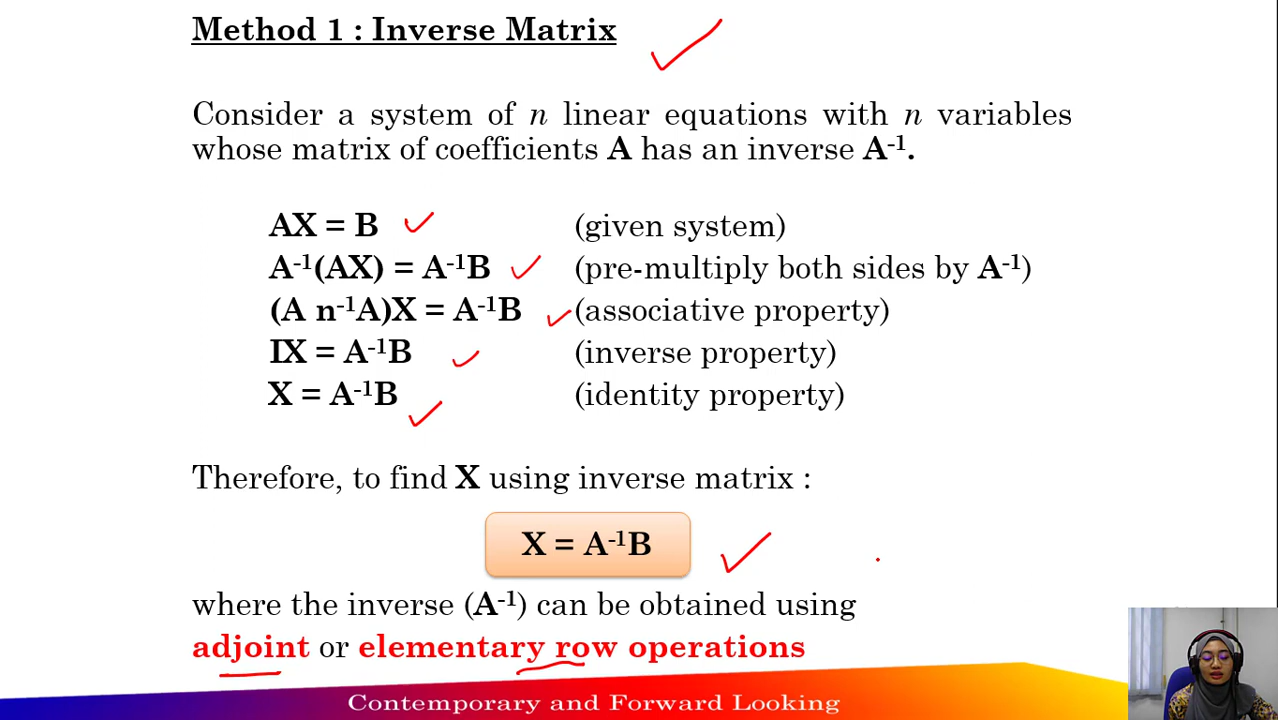 Method 1 : Inverse Matrix
Consider a system of n linear equations with n variables
whose matrix of coefficients A has an inverse A⁻¹.
AX = B (given system)
A⁻¹(AX) = A⁻¹B (pre-multiply both sides by A⁻¹)
(A n⁻¹A)X = A⁻¹B (associative property)
IX = A⁻¹B (inverse property)
X = A⁻¹B (identity property)
Therefore, to find X using inverse matrix :
X = A⁻¹B
where the inverse (A⁻¹) can be obtained using
adjoint or elementary row operations
Contemporary and Forward Looking